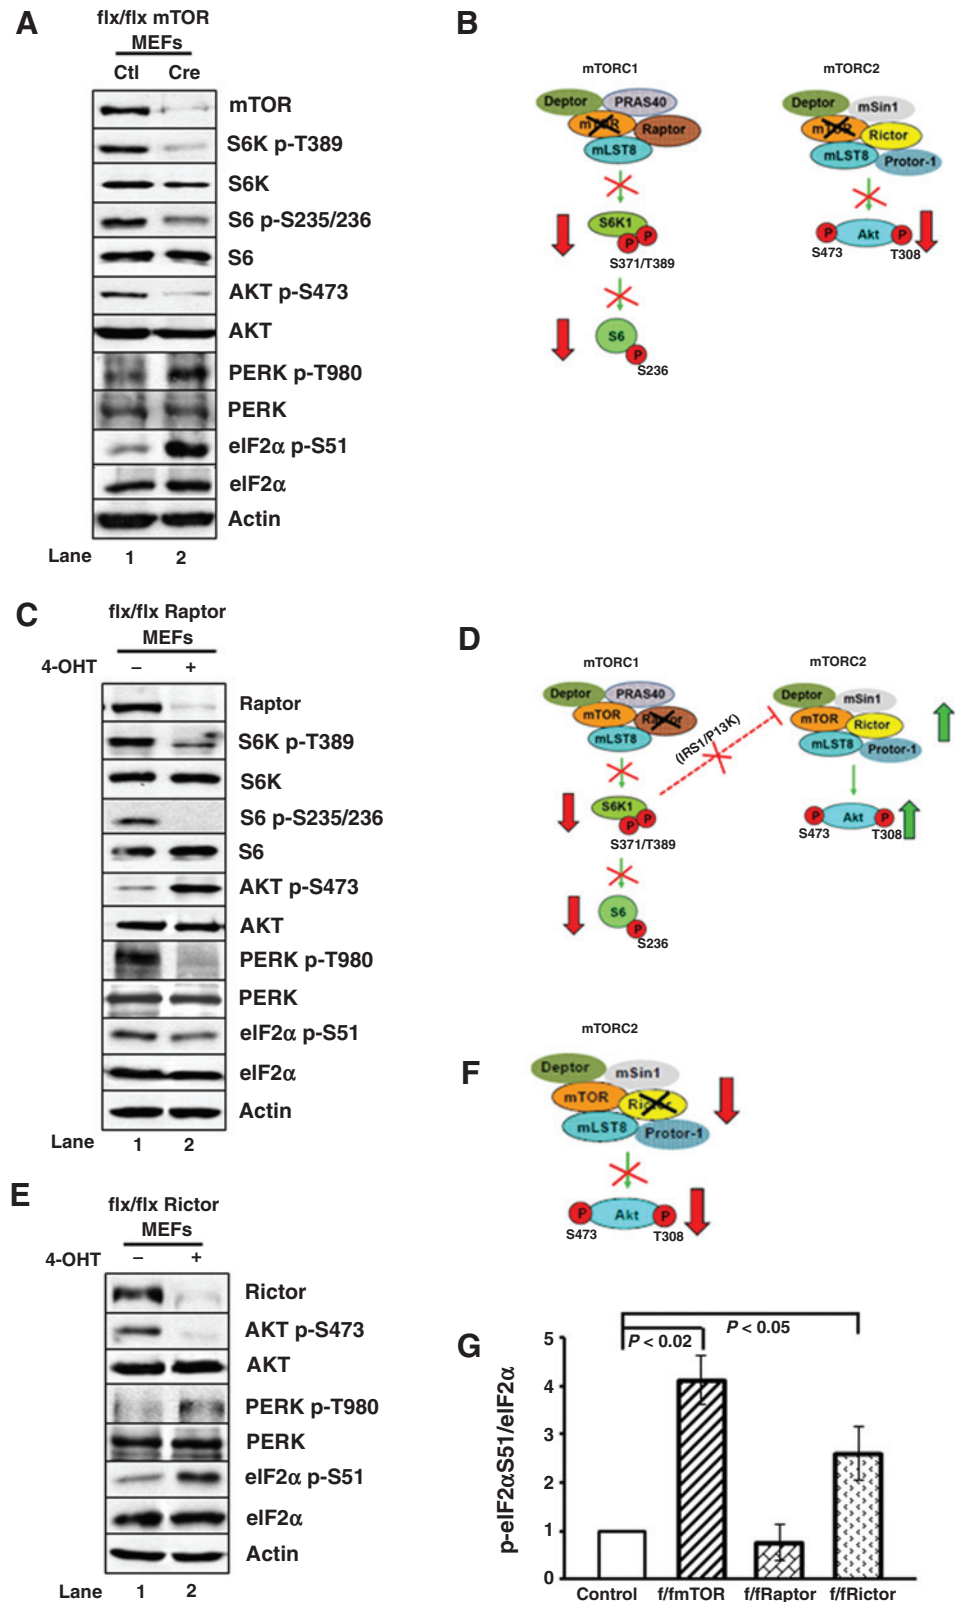 A
flx/flx mTOR
MEFs
Ctl Cre
mTOR
S6K p-T389
S6K
S6 p-S235/236
S6
AKT p-S473
AKT
PERK p-T980
PERK
eIF2α p-S51
eIF2α
Actin
Lane 1 2
B
mTORC1
Deptor PRAS40
mTOR Raptor
mLST8
S6K1
P P
S371/T389
S6
P
S236
mTORC2
Deptor mSin1
mTOR Rictor
mLST8 Protor-1
P Akt P
S473 T308
C
flx/flx Raptor
MEFs
4-OHT – +
Raptor
S6K p-T389
S6K
S6 p-S235/236
S6
AKT p-S473
AKT
PERK p-T980
PERK
eIF2α p-S51
eIF2α
Actin
Lane 1 2
D
mTORC1
Deptor PRAS40
mTOR Raptor
mLST8
(IRS1/P13K)
S6K1
P P
S371/T389
S6
P
S236
mTORC2
Deptor mSin1
mTOR Rictor
mLST8 Protor-1
P Akt P
S473 T308
E
flx/flx Rictor
MEFs
4-OHT – +
Rictor
AKT p-S473
AKT
PERK p-T980
PERK
eIF2α p-S51
eIF2α
Actin
Lane 1 2
F
mTORC2
Deptor mSin1
mTOR Rictor
mLST8 Protor-1
P Akt P
S473 T308
G
p-eIF2αS51/eIF2α
5
4
3
2
1
0
P < 0.02
P < 0.05
Control f/fmTOR f/fRaptor f/fRictor